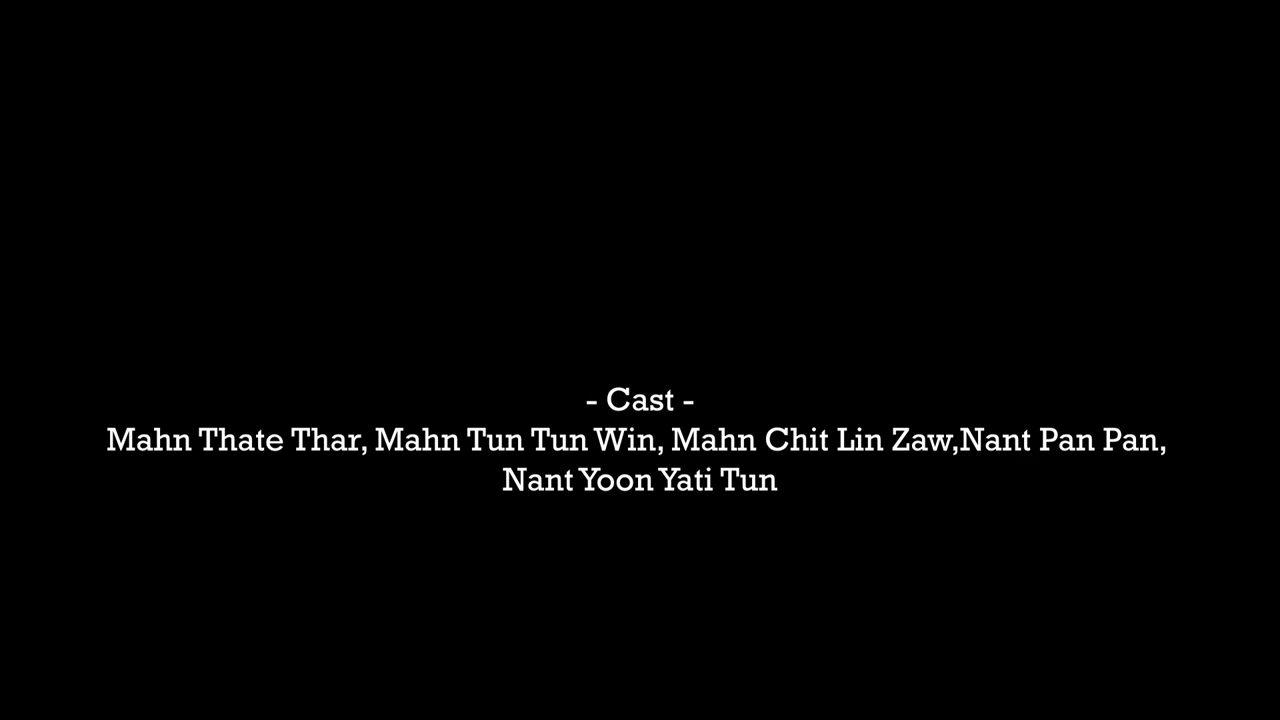 - Cast -
Mahn Thate Thar, Mahn Tun Tun Win, Mahn Chit Lin Zaw,Nant Pan Pan,
Nant Yoon Yati Tun